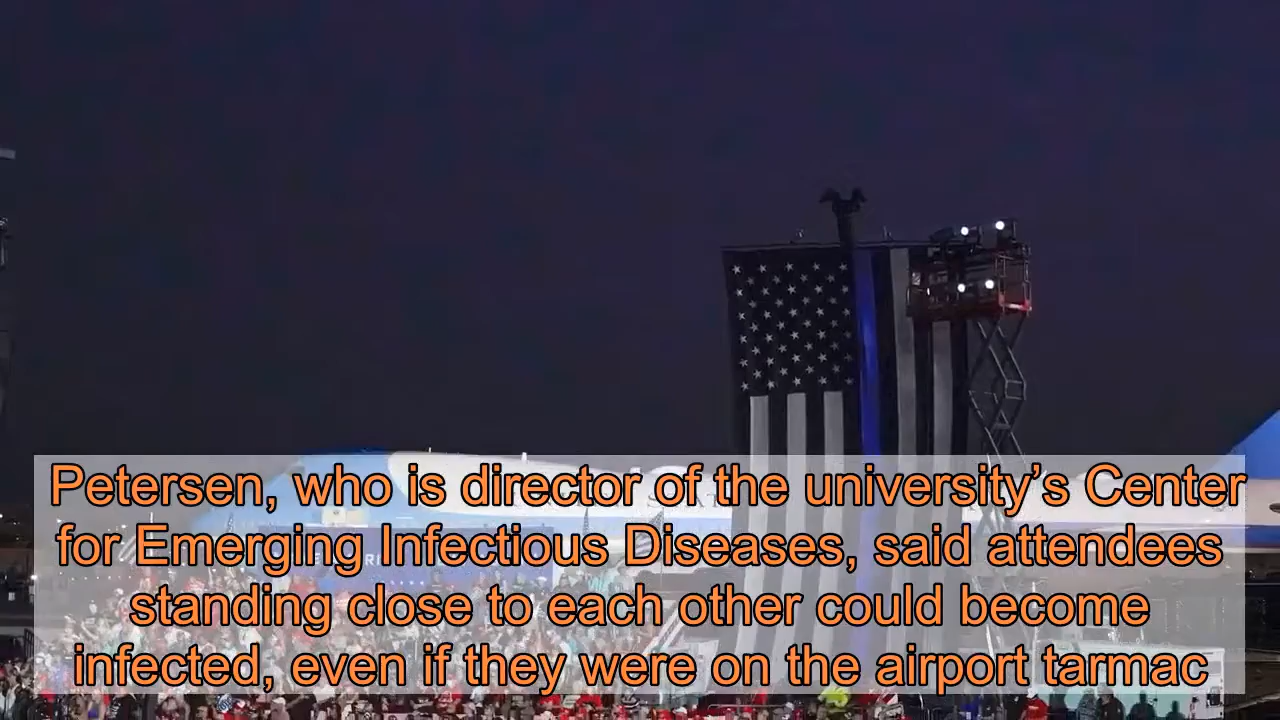 Petersen, who is director of the university’s Center
for Emerging Infectious Diseases, said attendees
standing close to each other could become
infected, even if they were on the airport tarmac